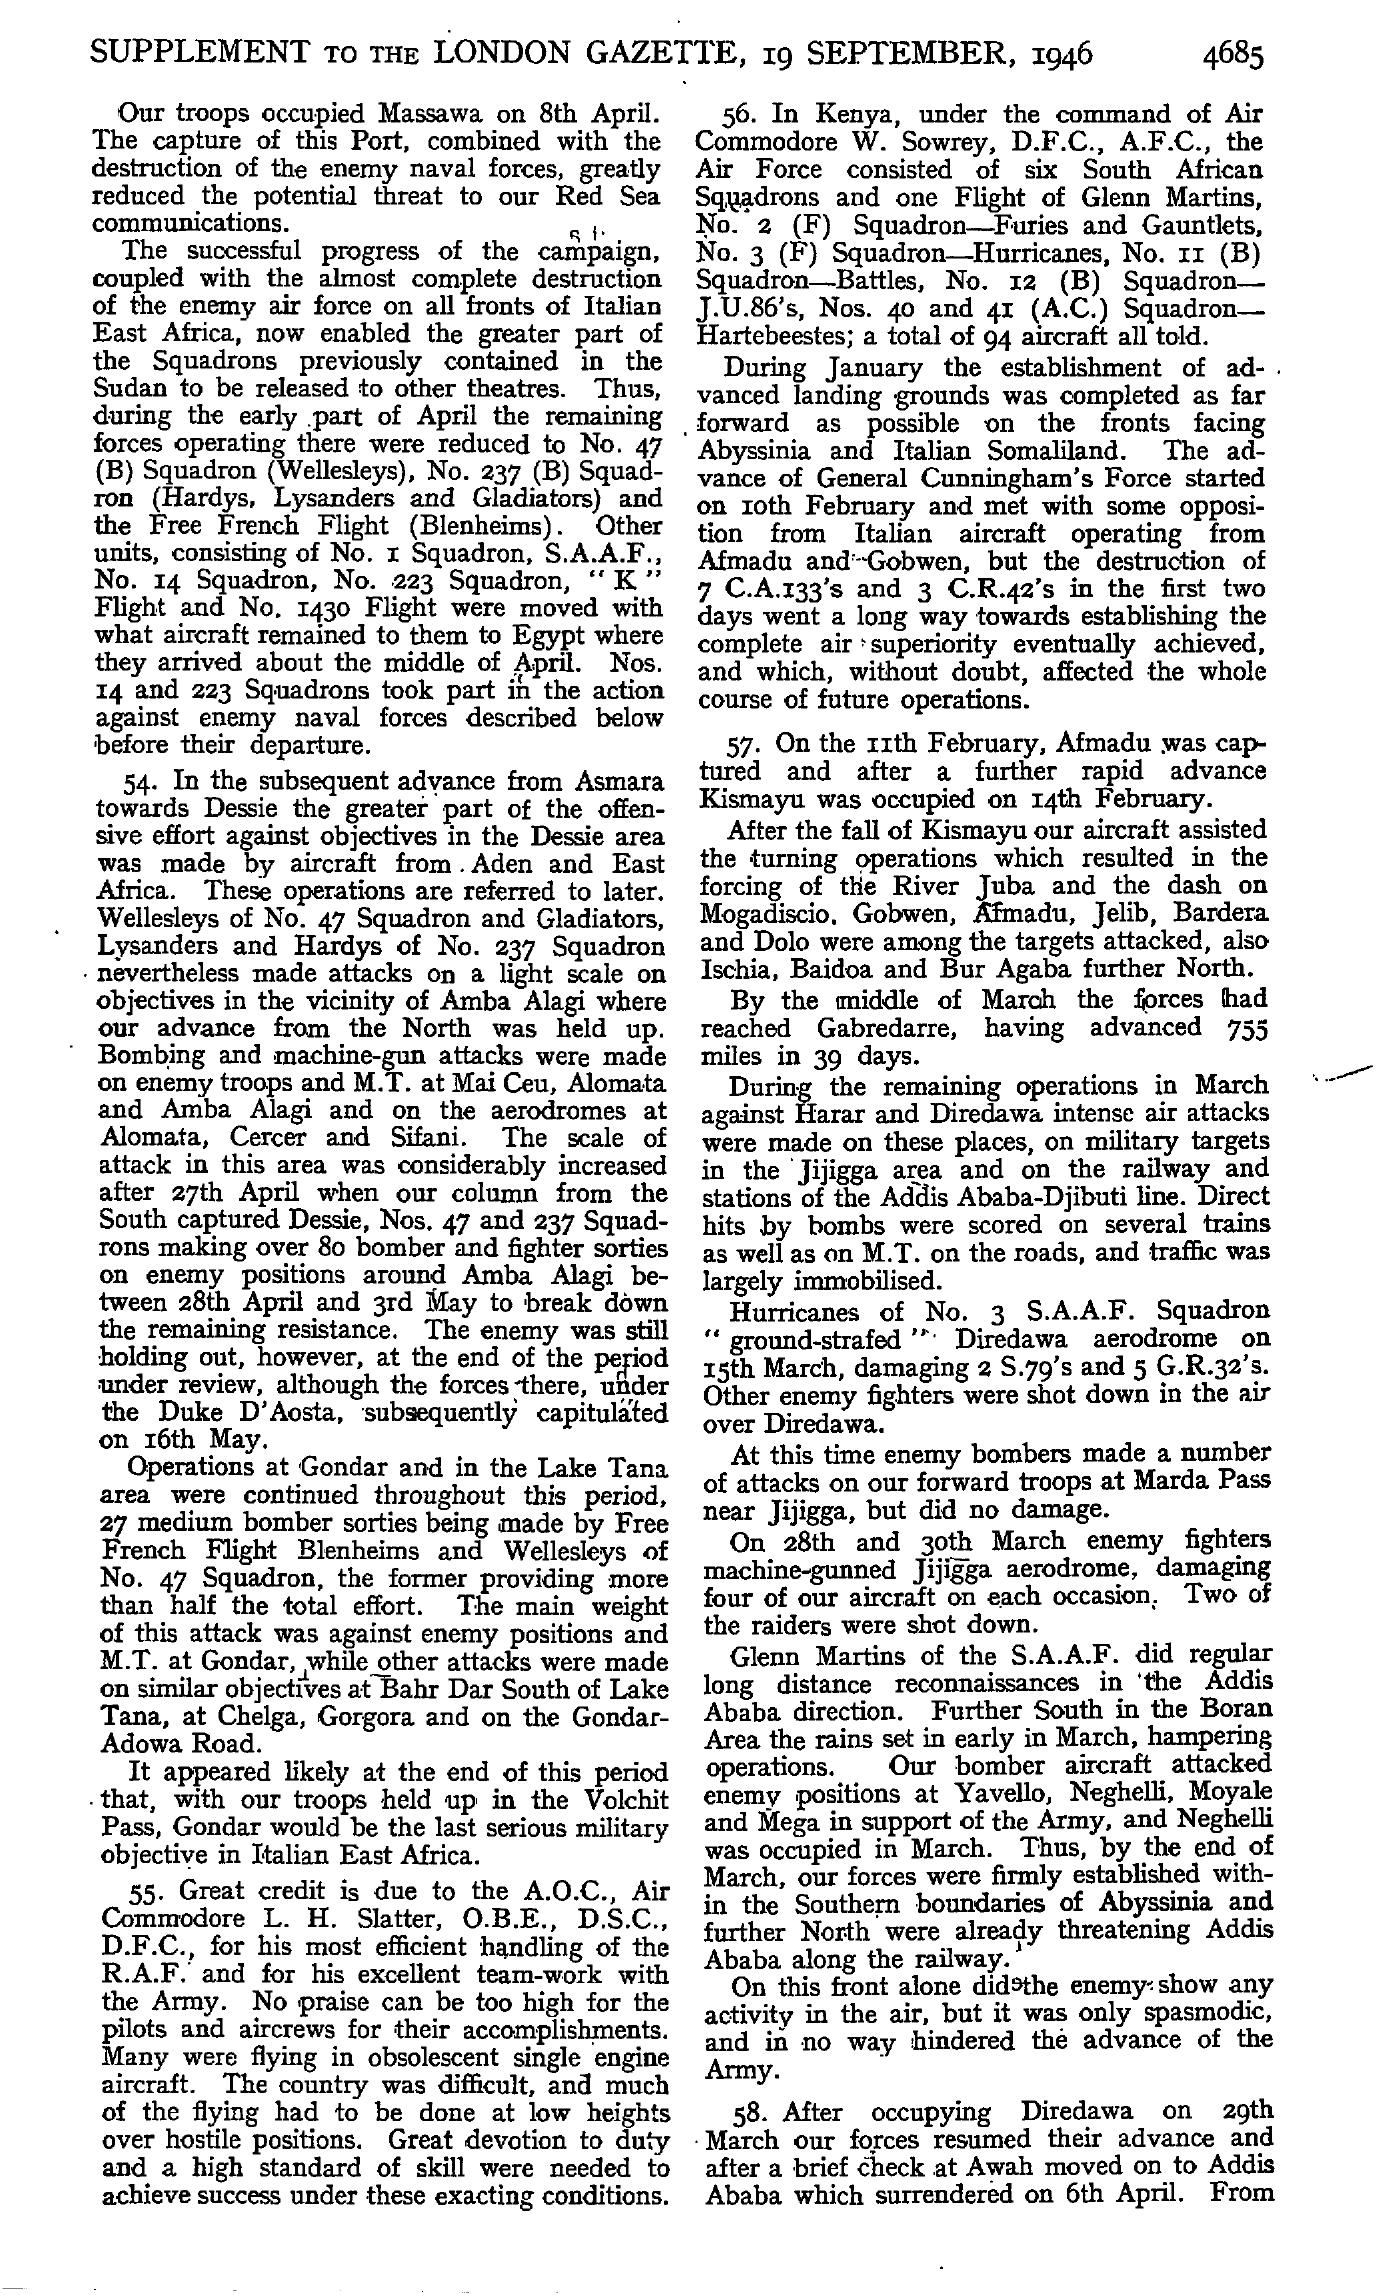 SUPPLEMENT TO THE LONDON GAZETTE, 19 SEPTEMBER, 1946 4685
Our troops occupied Massawa on 8th April.
The capture of this Port, combined with the
destruction of the enemy naval forces, greatly
reduced the potential threat to our Red Sea
communications.
The successful progress of the campaign,
coupled with the almost complete destruction
of the enemy air force on all fronts of Italian
East Africa, now enabled the greater part of
the Squadrons previously contained in the
Sudan to be released to other theatres. Thus,
during the early part of April the remaining
forces operating there were reduced to No. 47
(B) Squadron (Wellesleys), No. 237 (B) Squad-
ron (Hardys, Lysanders and Gladiators) and
the Free French Flight (Blenheims). Other
units, consisting of No. 1 Squadron, S.A.A.F.,
No. 14 Squadron, No. 223 Squadron, " K "
Flight and No. 1430 Flight were moved with
what aircraft remained to them to Egypt where
they arrived about the middle of April. Nos.
14 and 223 Squadrons took part in the action
against enemy naval forces described below
before their departure.
54. In the subsequent advance from Asmara
towards Dessie the greater part of the offen-
sive effort against objectives in the Dessie area
was made by aircraft from Aden and East
Africa. These operations are referred to later.
Wellesleys of No. 47 Squadron and Gladiators,
Lysanders and Hardys of No. 237 Squadron
nevertheless made attacks on a light scale on
objectives in the vicinity of Amba Alagi where
our advance from the North was held up.
Bombing and machine-gun attacks were made
on enemy troops and M.T. at Mai Ceu, Alomata
and Amba Alagi and on the aerodromes at
Alomata, Cercer and Sifani. The scale of
attack in this area was considerably increased
after 27th April when our column from the
South captured Dessie, Nos. 47 and 237 Squad-
rons making over 80 bomber and fighter sorties
on enemy positions around Amba Alagi be-
tween 28th April and 3rd May to break down
the remaining resistance. The enemy was still
holding out, however, at the end of the period
under review, although the forces there, under
the Duke D'Aosta, subsequently capitulated
on 16th May.
Operations at Gondar and in the Lake Tana
area were continued throughout this period,
27 medium bomber sorties being made by Free
French Flight Blenheims and Wellesleys of
No. 47 Squadron, the former providing more
than half the total effort. The main weight
of this attack was against enemy positions and
M.T. at Gondar, while other attacks were made
on similar objectives at Bahr Dar South of Lake
Tana, at Chelga, Gorgora and on the Gondar-
Adowa Road.
It appeared likely at the end of this period
that, with our troops held up in the Volchit
Pass, Gondar would be the last serious military
objective in Italian East Africa.
55. Great credit is due to the A.O.C., Air
Commodore L. H. Slatter, O.B.E., D.S.C.,
D.F.C., for his most efficient handling of the
R.A.F. and for his excellent team-work with
the Army. No praise can be too high for the
pilots and aircrews for their accomplishments.
Many were flying in obsolescent single engine
aircraft. The country was difficult, and much
of the flying had to be done at low heights
over hostile positions. Great devotion to duty
and a high standard of skill were needed to
achieve success under these exacting conditions.
56. In Kenya, under the command of Air
Commodore W. Sowrey, D.F.C., A.F.C., the
Air Force consisted of six South African
Squadrons and one Flight of Glenn Martins,
No. 2 (F) Squadron—Furies and Gauntlets,
No. 3 (F) Squadron—Hurricanes, No. 11 (B)
Squadron—Battles, No. 12 (B) Squadron—
J.U.86's, Nos. 40 and 41 (A.C.) Squadron—
Hartebeestes; a total of 94 aircraft all told.
During January the establishment of ad-
vanced landing grounds was completed as far
forward as possible on the fronts facing
Abyssinia and Italian Somaliland. The ad-
vance of General Cunningham's Force started
on 10th February and met with some opposi-
tion from Italian aircraft operating from
Afmadu and Gobwen, but the destruction of
7 C.A.133's and 3 C.R.42's in the first two
days went a long way towards establishing the
complete air superiority eventually achieved,
and which, without doubt, affected the whole
course of future operations.
57. On the 11th February, Afmadu was cap-
tured and after a further rapid advance
Kismayu was occupied on 14th February.
After the fall of Kismayu our aircraft assisted
the turning operations which resulted in the
forcing of the River Juba and the dash on
Mogadiscio. Gobwen, Afmadu, Jelib, Bardera
and Dolo were among the targets attacked, also
Ischia, Baidoa and Bur Agaba further North.
By the middle of March the forces had
reached Gabredarre, having advanced 755
miles in 39 days.
During the remaining operations in March
against Harar and Diredawa intense air attacks
were made on these places, on military targets
in the Jijigga area and on the railway and
stations of the Addis Ababa-Djibuti line. Direct
hits by bombs were scored on several trains
as well as on M.T. on the roads, and traffic was
largely immobilised.
Hurricanes of No. 3 S.A.A.F. Squadron
" ground-strafed " Diredawa aerodrome on
15th March, damaging 2 S.79's and 5 G.R.32's.
Other enemy fighters were shot down in the air
over Diredawa.
At this time enemy bombers made a number
of attacks on our forward troops at Marda Pass
near Jijigga, but did no damage.
On 28th and 30th March enemy fighters
machine-gunned Jijigga aerodrome, damaging
four of our aircraft on each occasion. Two of
the raiders were shot down.
Glenn Martins of the S.A.A.F. did regular
long distance reconnaissances in the Addis
Ababa direction. Further South in the Boran
Area the rains set in early in March, hampering
operations. Our bomber aircraft attacked
enemy positions at Yavello, Neghelli, Moyale
and Mega in support of the Army, and Neghelli
was occupied in March. Thus, by the end of
March, our forces were firmly established with-
in the Southern boundaries of Abyssinia and
further North were already threatening Addis
Ababa along the railway.
On this front alone did the enemy show any
activity in the air, but it was only spasmodic,
and in no way hindered the advance of the
Army.
58. After occupying Diredawa on 29th
March our forces resumed their advance and
after a brief check at Awah moved on to Addis
Ababa which surrendered on 6th April. From